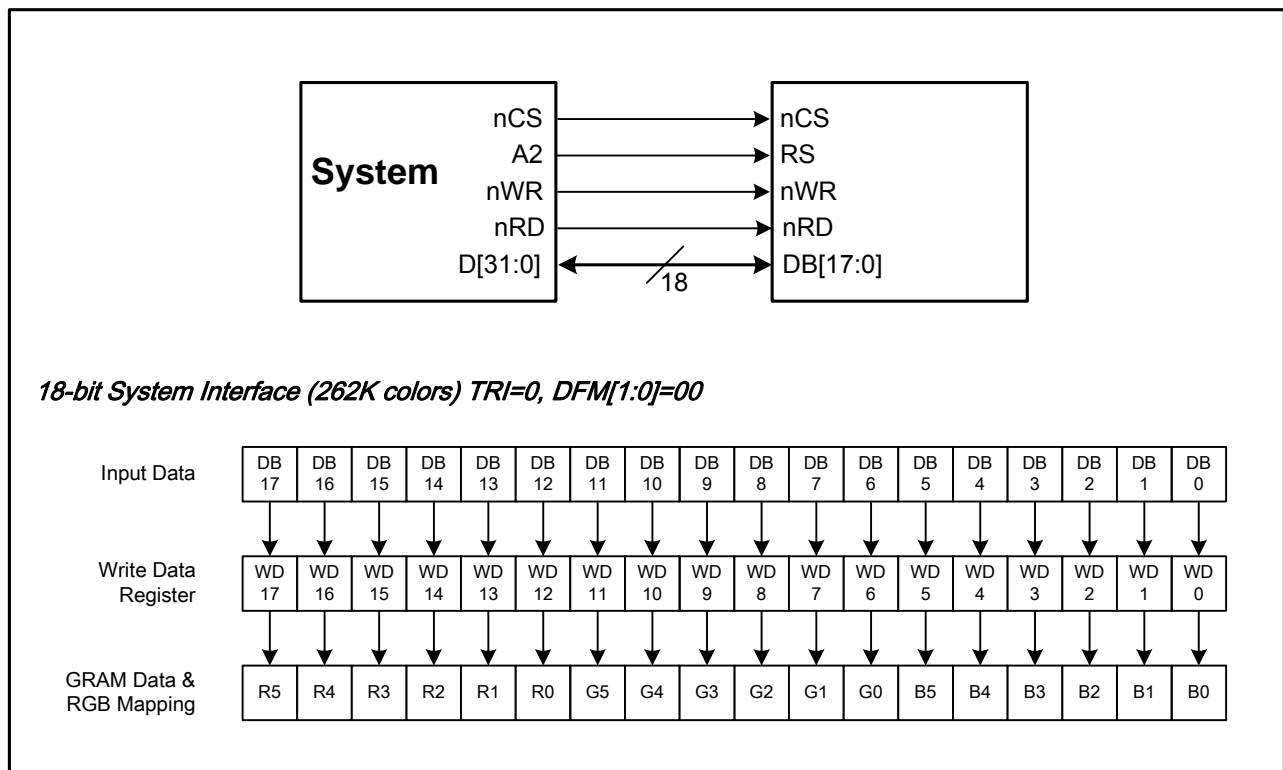 nCS nCS
A2 RS
System
nWR nWR
nRD nRD
D[31:0] DB[17:0]
18
18-bit System Interface (262K colors) TRI=0, DFM[1:0]=00
Input Data
DB DB DB DB DB DB DB DB DB DB DB DB DB DB DB DB DB DB
17 16 15 14 13 12 11 10 9 8 7 6 5 4 3 2 1 0
Write Data
Register
WD WD WD WD WD WD WD WD WD WD WD WD WD WD WD WD WD WD
17 16 15 14 13 12 11 10 9 8 7 6 5 4 3 2 1 0
GRAM Data &
RGB Mapping
R5 R4 R3 R2 R1 R0 G5 G4 G3 G2 G1 G0 B5 B4 B3 B2 B1 B0